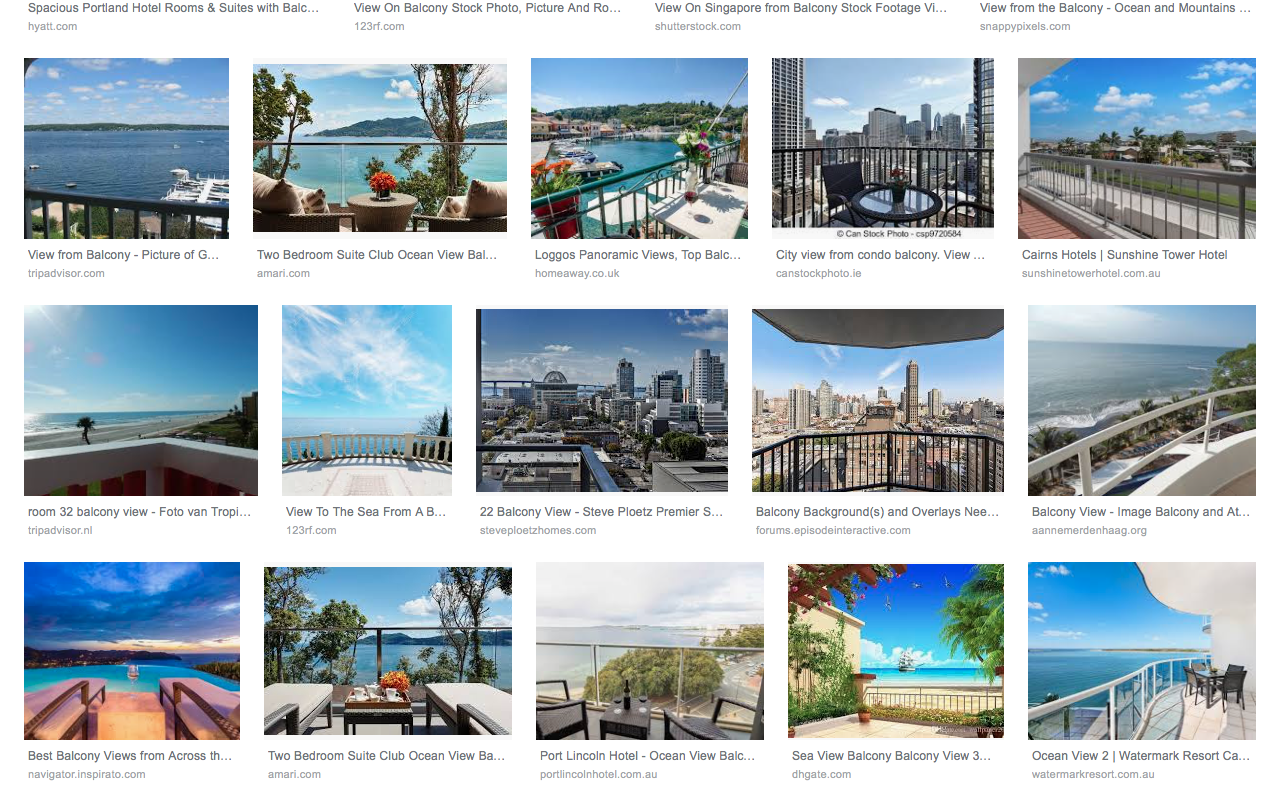 Spacious Portland Hotel Rooms & Suites with Balc...
hyatt.com
View On Balcony Stock Photo, Picture And Ro...
123rf.com
View On Singapore from Balcony Stock Footage Vi...
shutterstock.com
View from the Balcony - Ocean and Mountains ...
snappypixels.com
© Can Stock Photo - csp9720584
View from Balcony - Picture of G...
tripadvisor.com
Two Bedroom Suite Club Ocean View Bal...
amari.com
Loggos Panoramic Views, Top Balc...
homeaway.co.uk
City view from condo balcony. View ...
canstockphoto.ie
Cairns Hotels | Sunshine Tower Hotel
sunshinetowerhotel.com.au
room 32 balcony view - Foto van Tropi...
tripadvisor.nl
View To The Sea From A B...
123rf.com
22 Balcony View - Steve Ploetz Premier S...
steveploetzhomes.com
Balcony Background(s) and Overlays Nee...
forums.episodeinteractive.com
Balcony View - Image Balcony and At...
aannemerdenhaag.org
Best Balcony Views from Across th...
navigator.inspirato.com
Two Bedroom Suite Club Ocean View Ba...
amari.com
Port Lincoln Hotel - Ocean View Balc...
portlincolnhotel.com.au
Sea View Balcony Balcony View 3...
dhgate.com
Ocean View 2 | Watermark Resort Ca...
watermarkresort.com.au